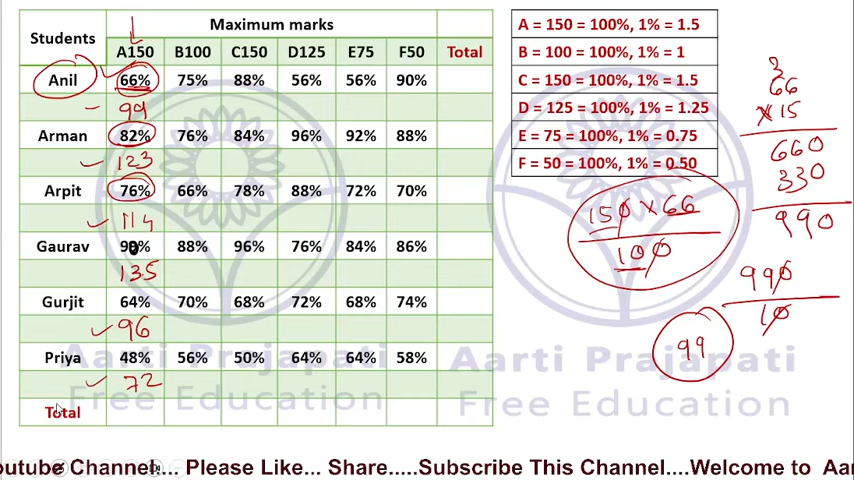 Maximum marks
Students
A150 B100 C150 D125 E75 F50 Total
Anil 66% 75% 88% 56% 56% 90%
99
Arman 82% 76% 84% 96% 92% 88%
123
Arpit 76% 66% 78% 88% 72% 70%
114
Gaurav 90% 88% 96% 76% 84% 86%
135
Gurjit 64% 70% 68% 72% 68% 74%
96
Priya 48% 56% 50% 64% 64% 58%
72
Total
A = 150 = 100%, 1% = 1.5
B = 100 = 100%, 1% = 1
C = 150 = 100%, 1% = 1.5
D = 125 = 100%, 1% = 1.25
E = 75 = 100%, 1% = 0.75
F = 50 = 100%, 1% = 0.50
150 × 66
100
3
66
×15
660
330
990
990
10
99
Aarti Prajapati
Free Education
Aarti Prajapati
Free Education
outube Channel.... Please Like... Share.....Subscribe This Channel....Welcome to Aar